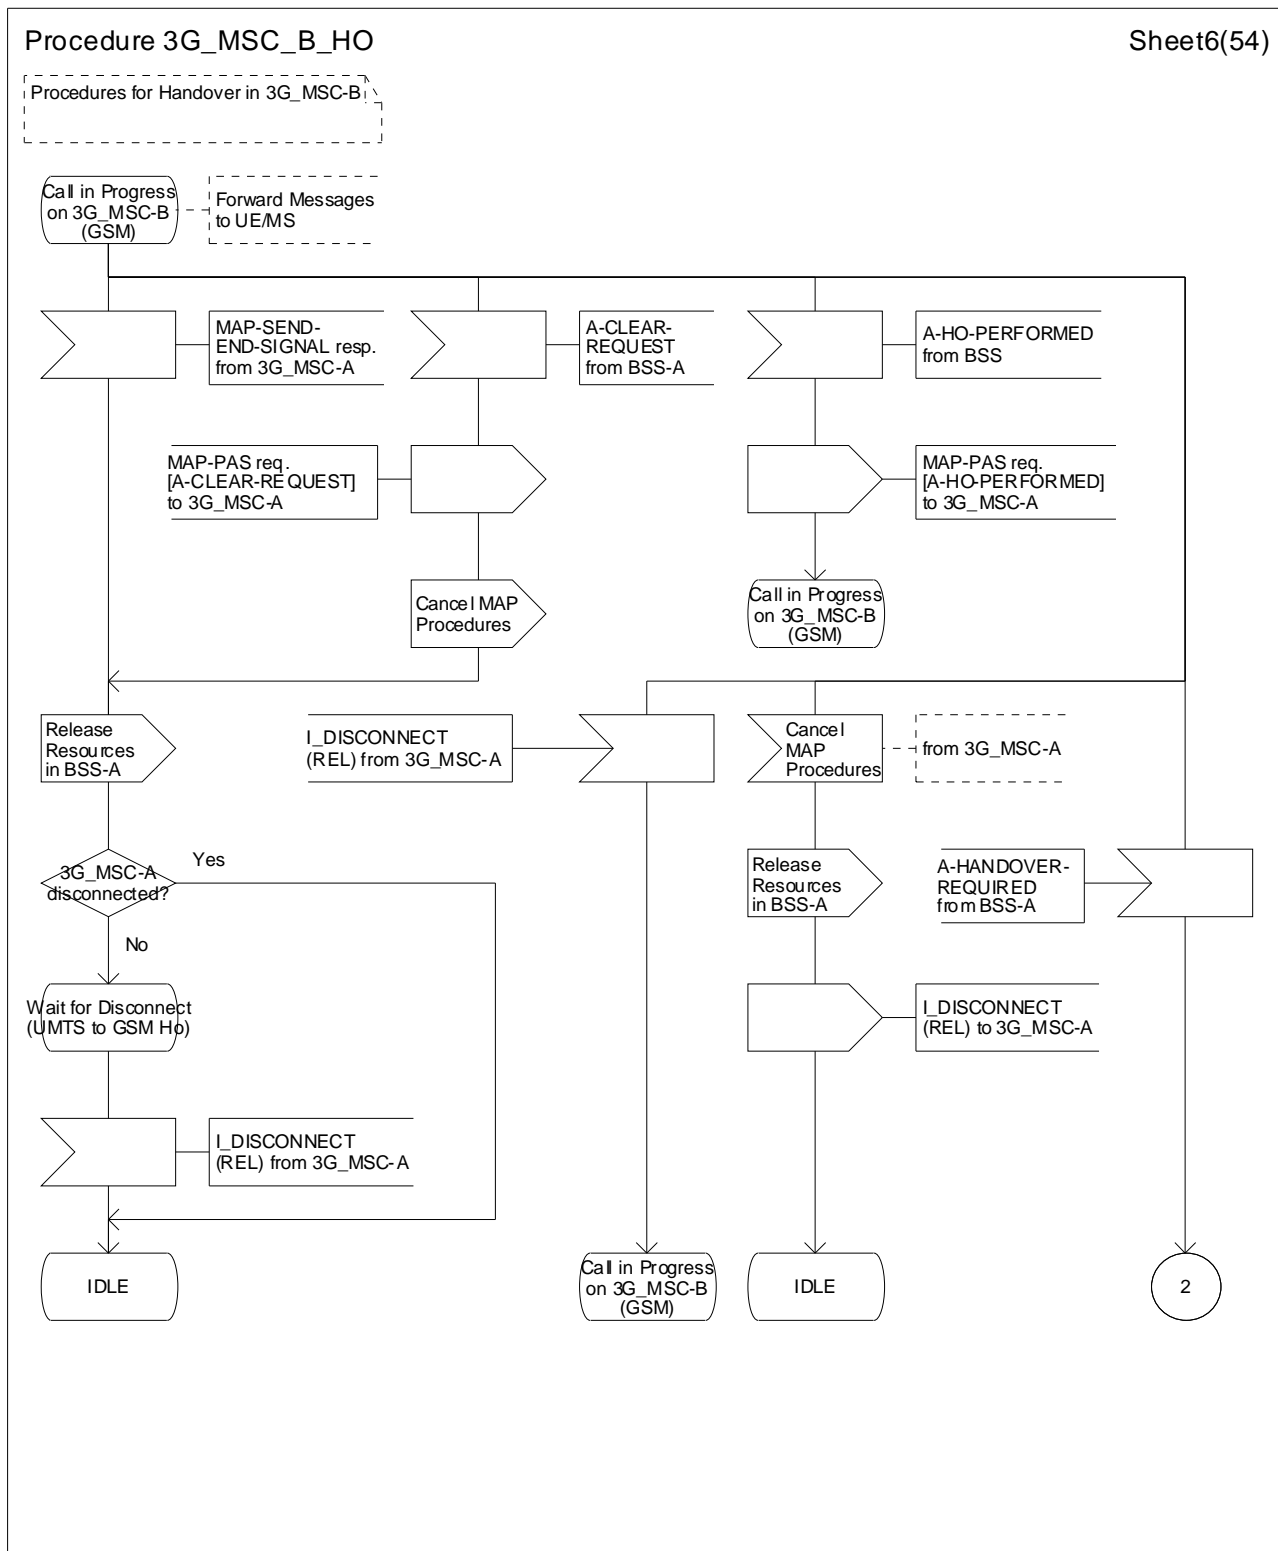 Procedure 3G_MSC_B_HO
Sheet6(54)
Procedures for Handover in 3G_MSC-B
Call in Progress
on 3G_MSC-B
(GSM)
Forward Messages
to UE/MS
MAP-SEND-
END-SIGNAL resp.
from 3G_MSC-A
A-CLEAR-
REQUEST
from BSS-A
A-HO-PERFORMED
from BSS
MAP-PAS req.
[A-CLEAR-REQUEST]
to 3G_MSC-A
MAP-PAS req.
[A-HO-PERFORMED]
to 3G_MSC-A
Cancel MAP
Procedures
Call in Progress
on 3G_MSC-B
(GSM)
Release
Resources
in BSS-A
I_DISCONNECT
(REL) from 3G_MSC-A
Cancel
MAP
Procedures
from 3G_MSC-A
3G_MSC-A
disconnected?
Yes
No
Release
Resources
in BSS-A
A-HANDOVER-
REQUIRED
from BSS-A
Wait for Disconnect
(UMTS to GSM Ho)
I_DISCONNECT
(REL) to 3G_MSC-A
I_DISCONNECT
(REL) from 3G_MSC-A
IDLE
Call in Progress
on 3G_MSC-B
(GSM)
IDLE
2